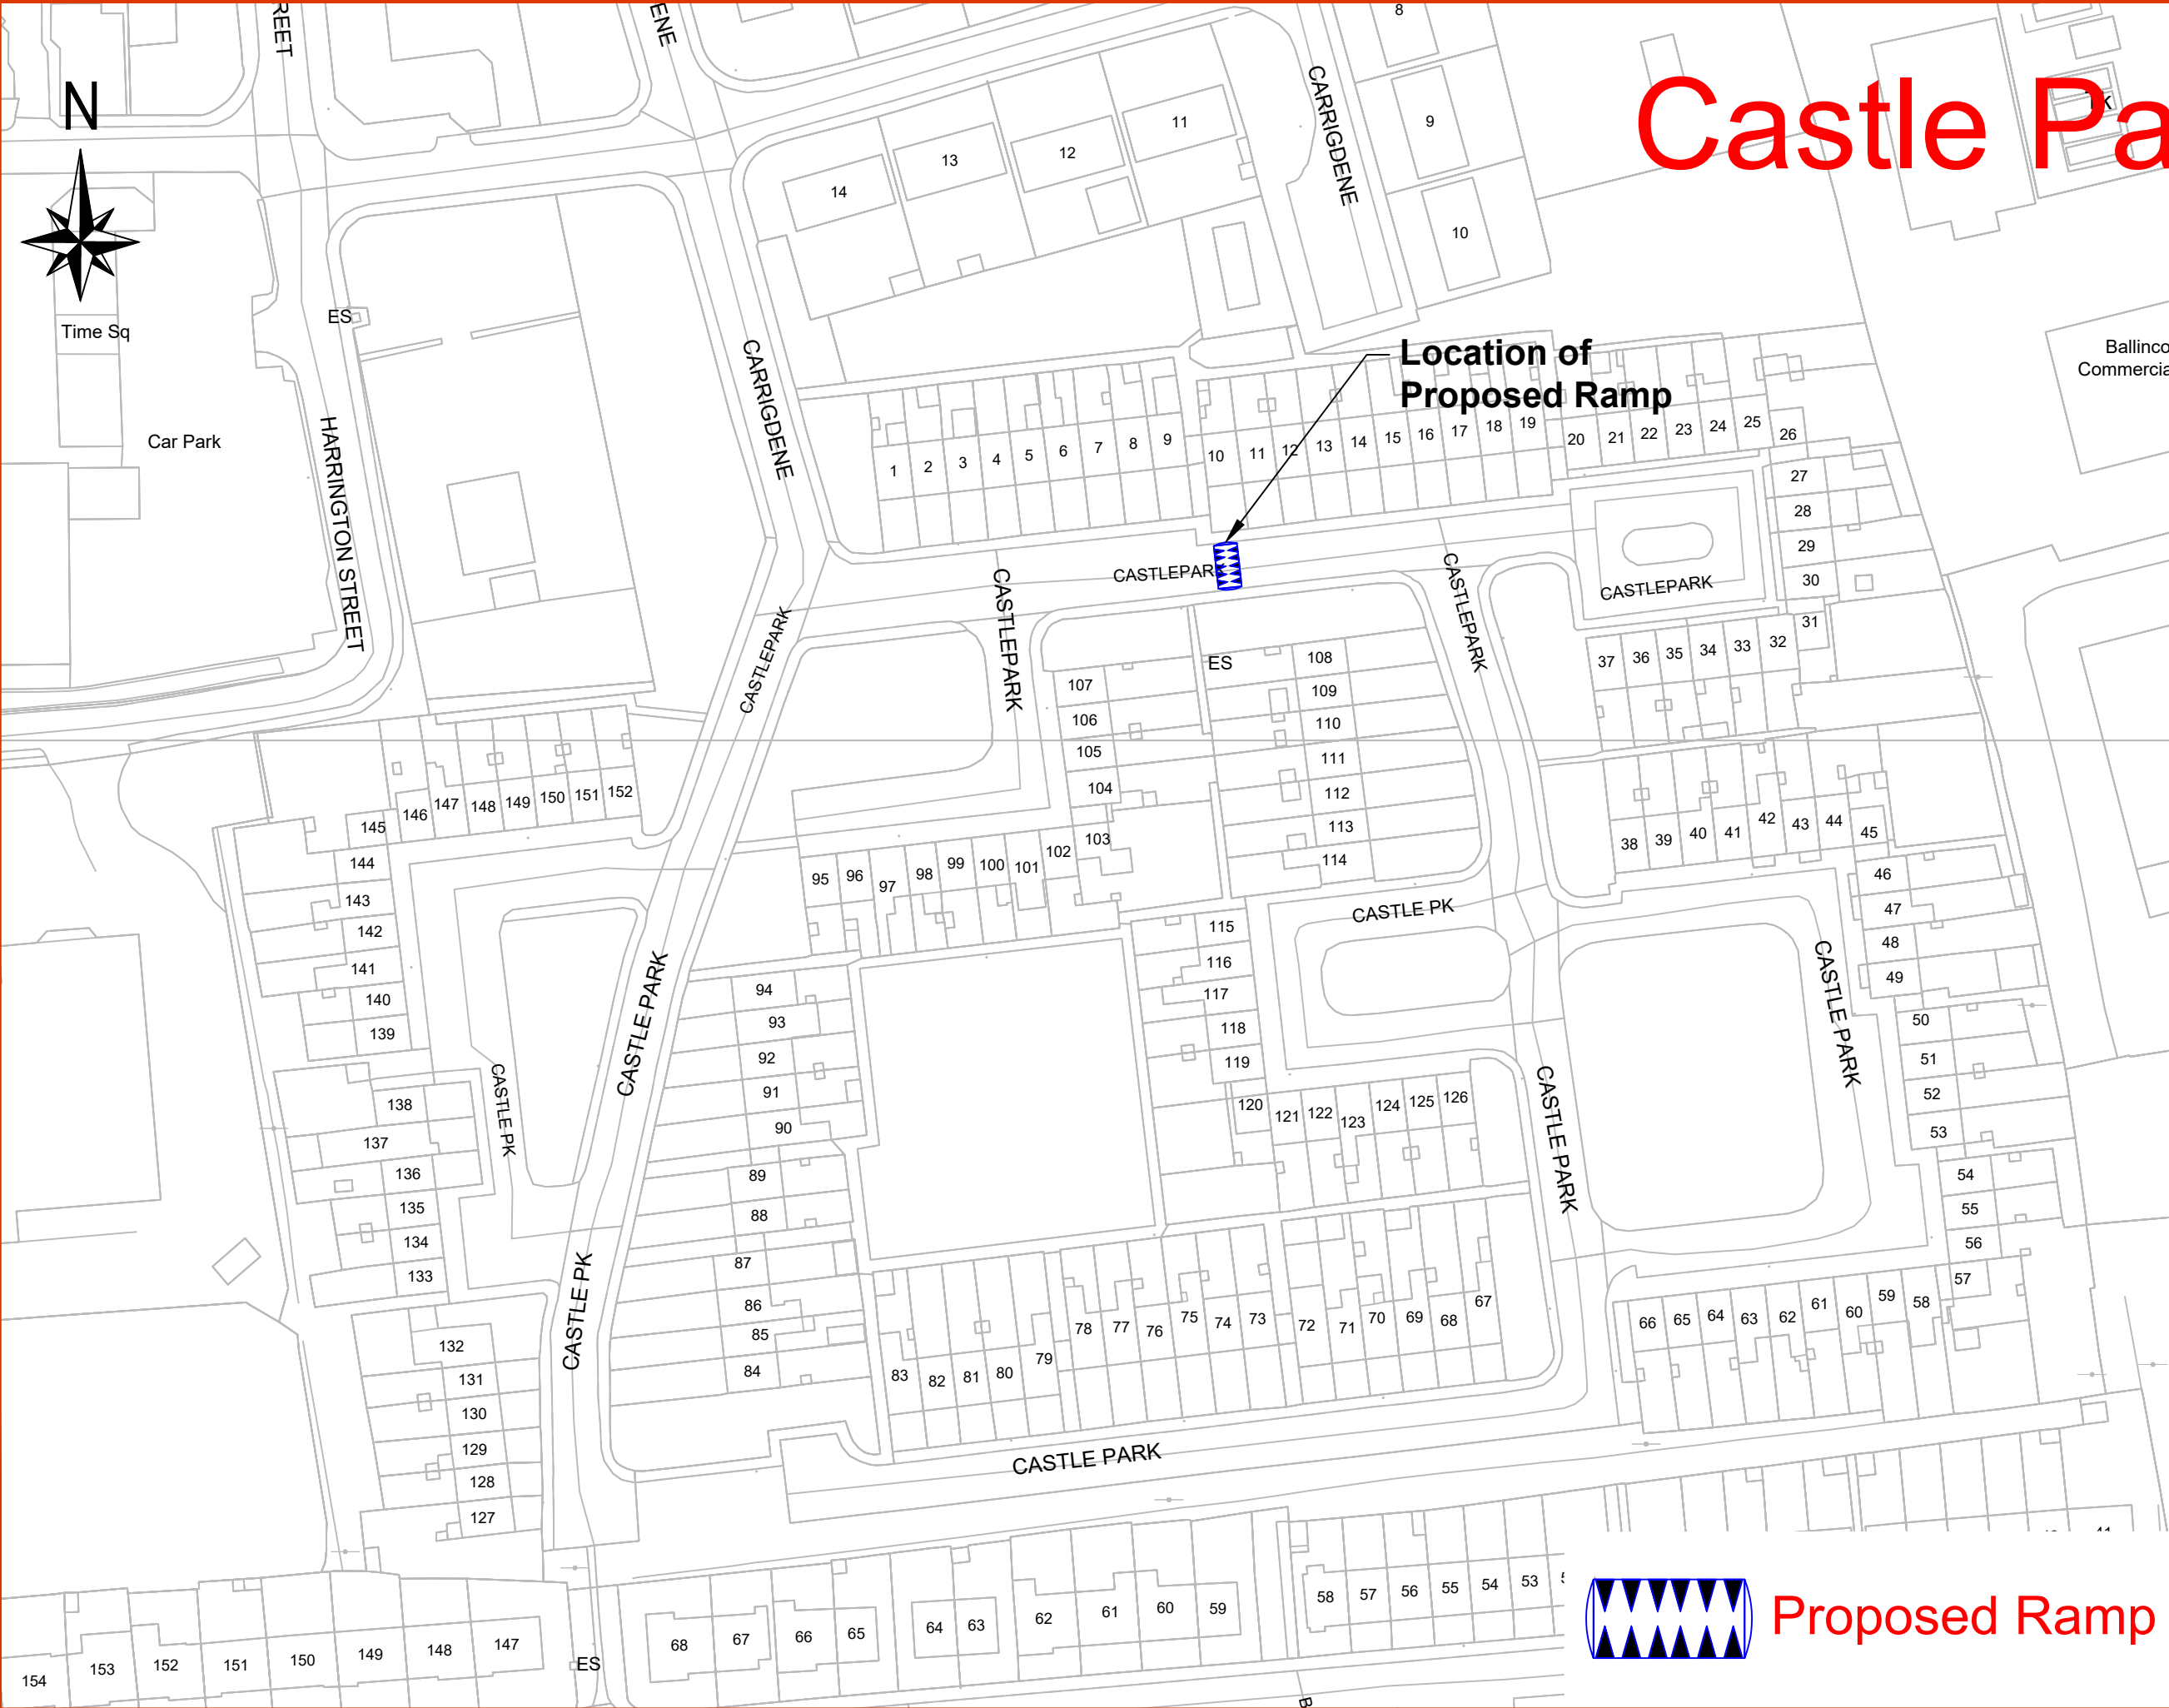 REET
ENE
8
N
CARRIGDENE
9
10
11
12
13
14
Castle Pa
ES
Time Sq
Car Park
HARRINGTON STREET
CARRIGDENE
Location of
Proposed Ramp
Ballinco
Commercia
1 2 3 4 5 6 7 8 9 10 11 12 13 14 15 16 17 18 19 20 21 22 23 24 25 26
27
28
29
30
31
CASTLEPARK
CASTLEPARK
CASTLEPARK
CASTLEPARK
CASTLEPARK
37 36 35 34 33 32
ES
107
106
105
104
103
108
109
110
111
112
113
114
145 146 147 148 149 150 151 152
144
143
142
141
140
139
138
137
136
135
134
133
132
131
130
129
128
127
95 96 97 98 99 100 101 102
38 39 40 41 42 43 44 45
46
47
48
49
50
51
52
53
54
55
56
57
CASTLE PK
CASTLE PARK
CASTLE PARK
CASTLE PARK
CASTLE PK
CASTLE PK
94
93
92
91
90
89
88
87
86
85
84
115
116
117
118
119
120 121 122 123 124 125 126
83 82 81 80 79 78 77 76 75 74 73 72 71 70 69 68 67
66 65 64 63 62 61 60 59 58
CASTLE PARK
154 153 152 151 150 149 148 147
ES
68 67 66 65 64 63 62 61 60 59 58 57 56 55 54 53
B
Proposed Ramp